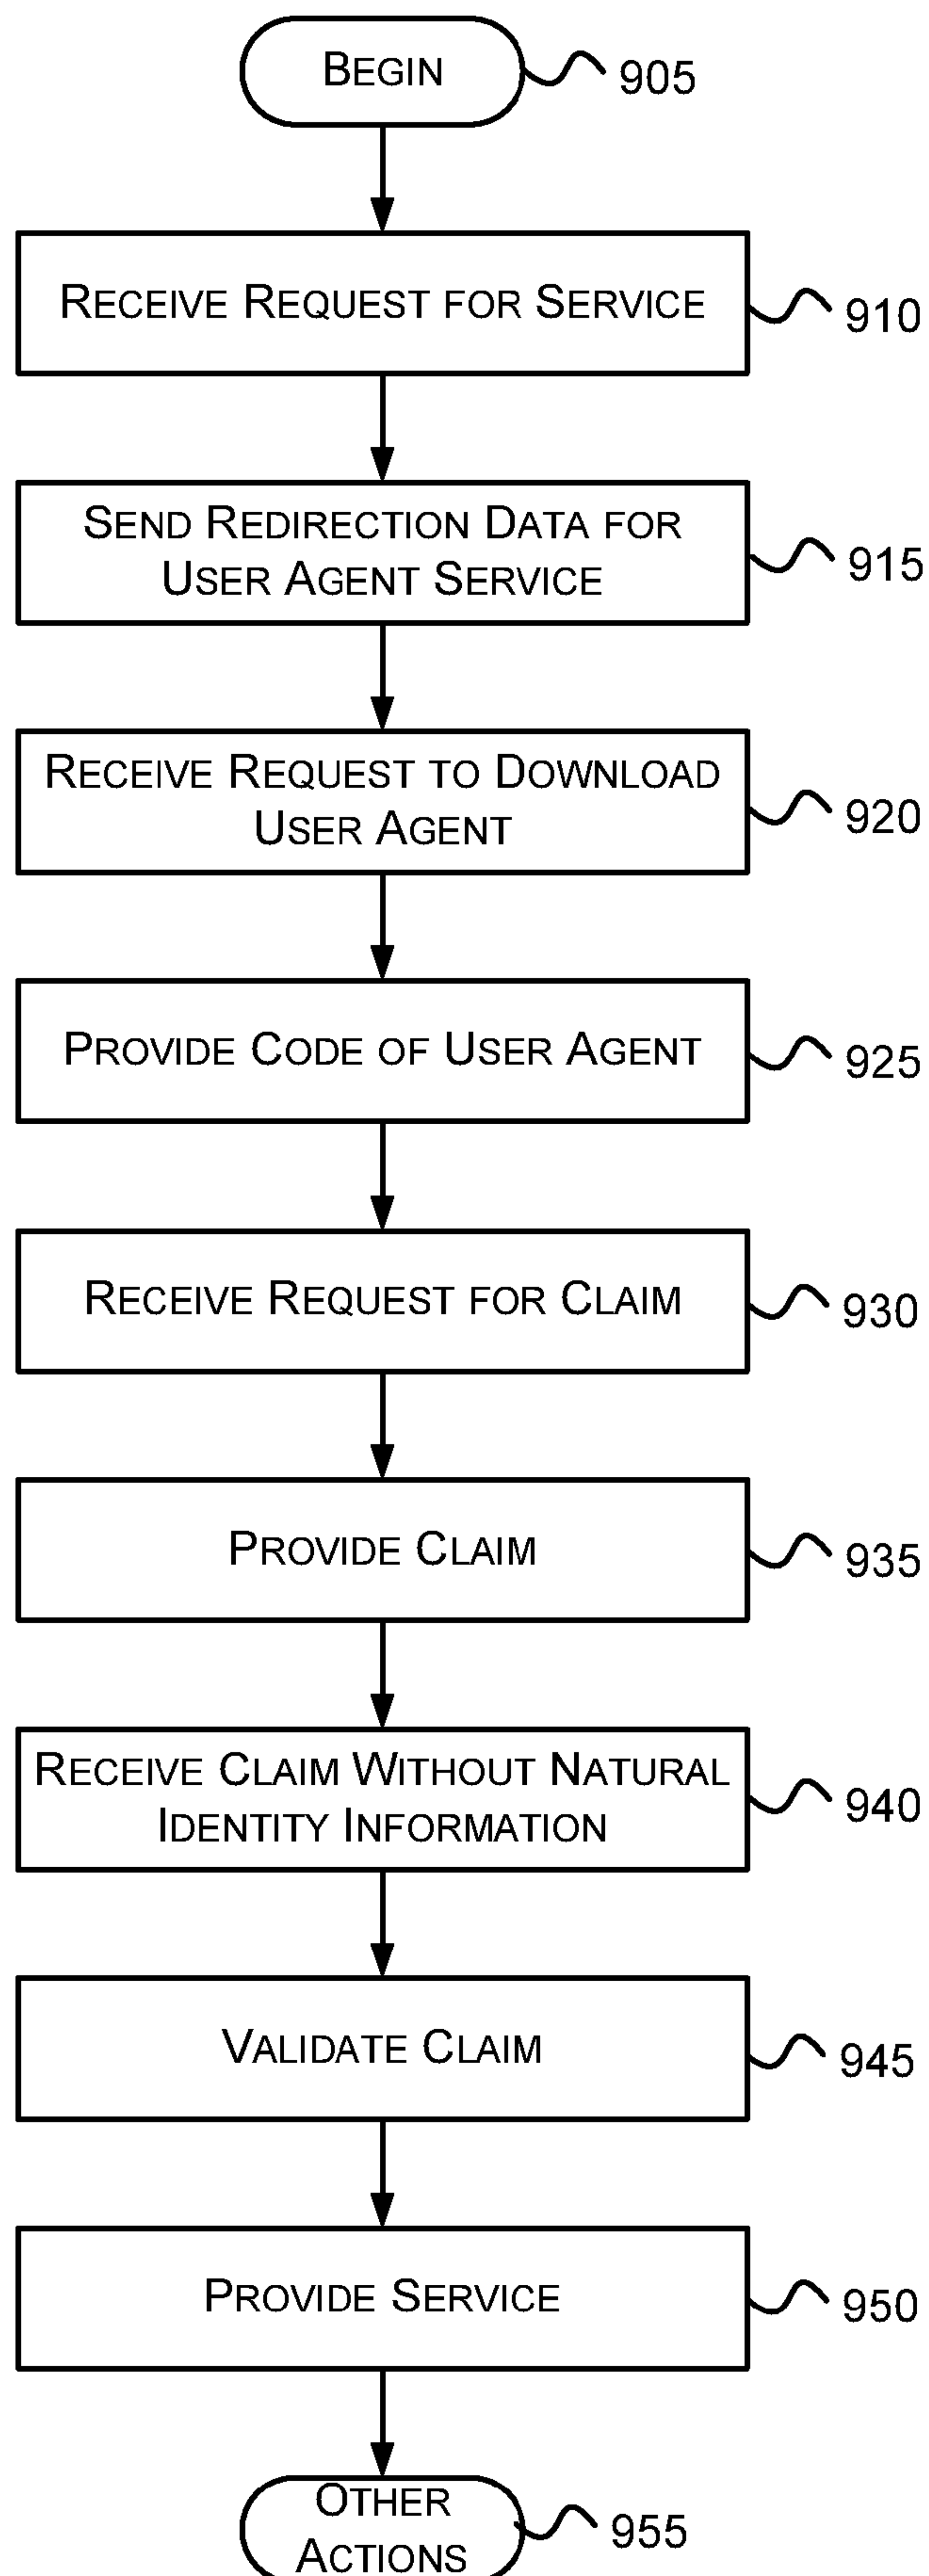 BEGIN
905
RECEIVE REQUEST FOR SERVICE
910
SEND REDIRECTION DATA FOR
USER AGENT SERVICE
915
RECEIVE REQUEST TO DOWNLOAD
USER AGENT
920
PROVIDE CODE OF USER AGENT
925
RECEIVE REQUEST FOR CLAIM
930
PROVIDE CLAIM
935
RECEIVE CLAIM WITHOUT NATURAL
IDENTITY INFORMATION
940
VALIDATE CLAIM
945
PROVIDE SERVICE
950
OTHER
ACTIONS
955